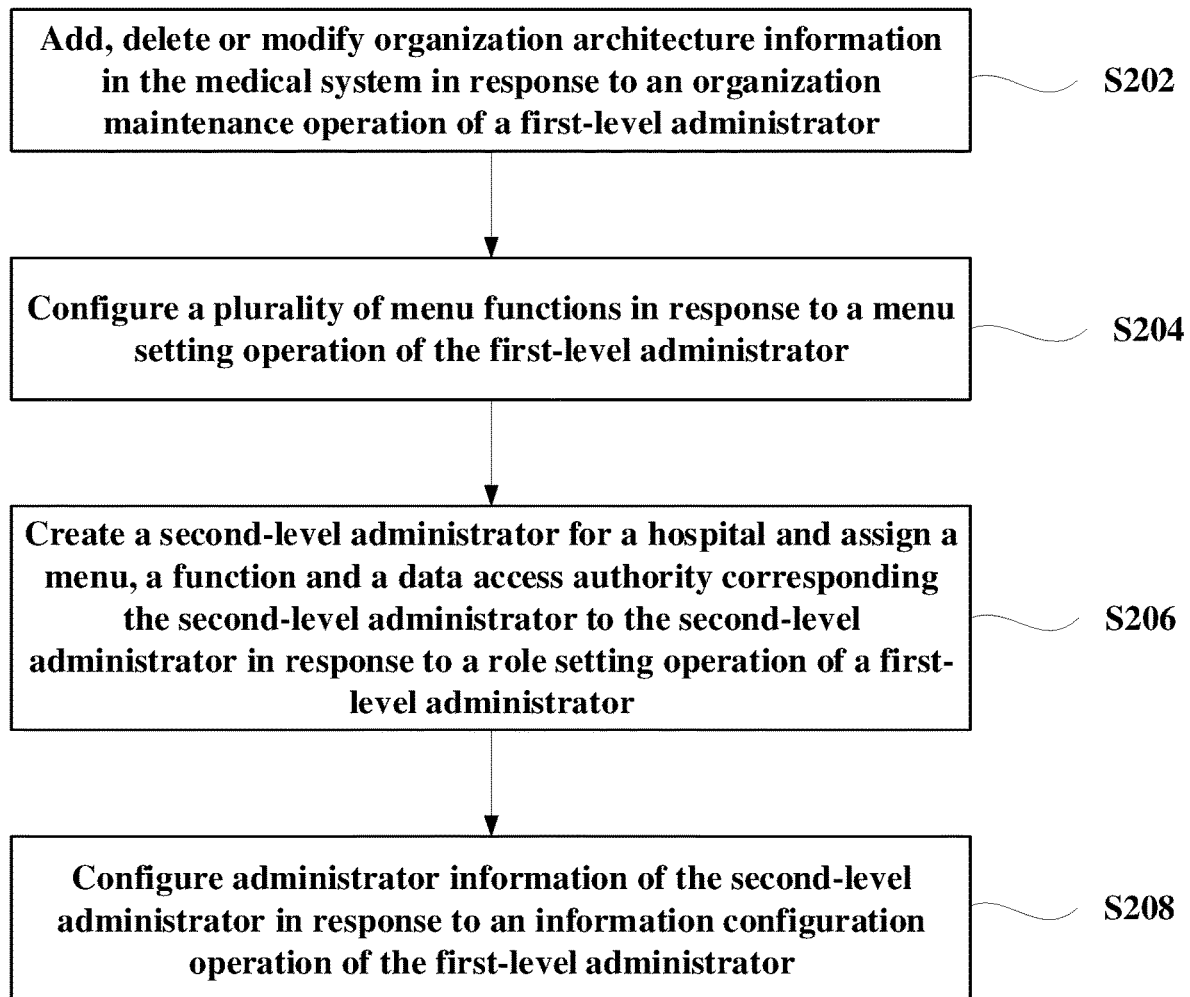 Add, delete or modify organization architecture information
in the medical system in response to an organization
maintenance operation of a first-level administrator
S202
Configure a plurality of menu functions in response to a menu
setting operation of the first-level administrator
S204
Create a second-level administrator for a hospital and assign a
menu, a function and a data access authority corresponding
the second-level administrator to the second-level
administrator in response to a role setting operation of a first-
level administrator
S206
Configure administrator information of the second-level
administrator in response to an information configuration
operation of the first-level administrator
S208